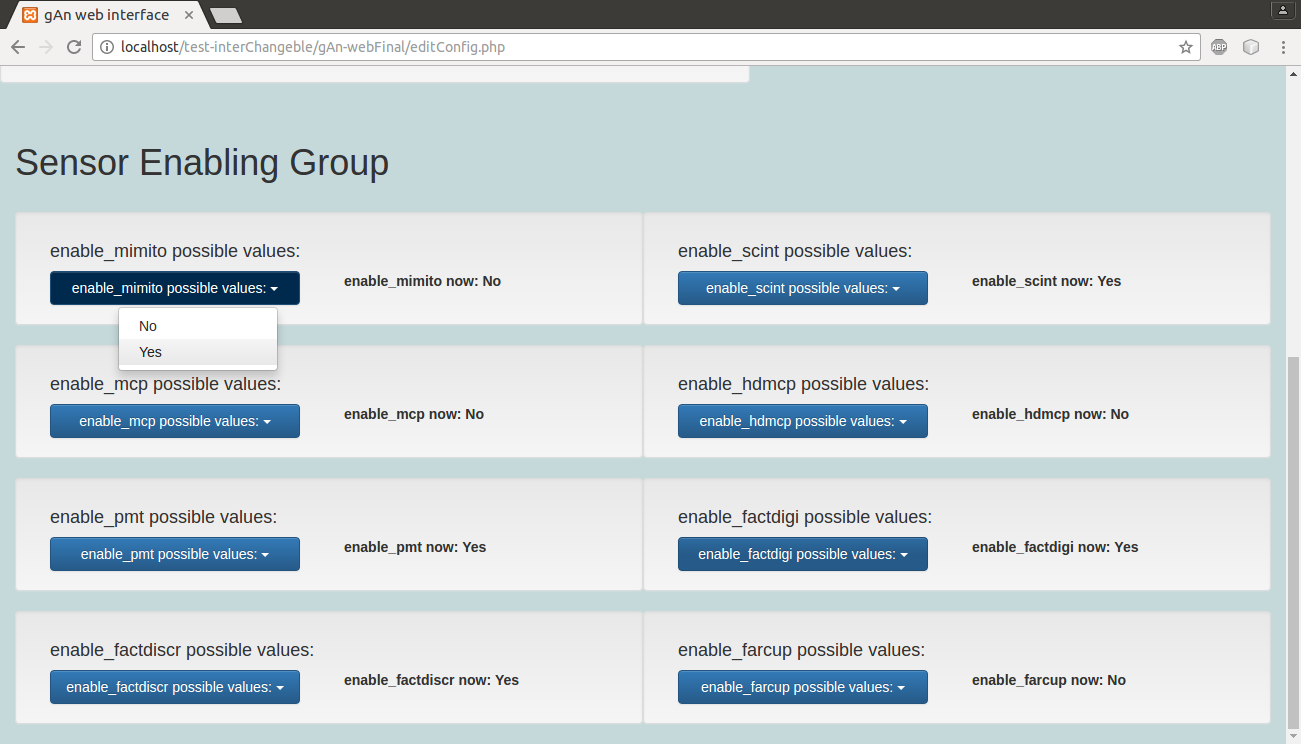 gAn web interface
localhost/test-interChangeble/gAn-webFinal/editConfig.php
ABP
Sensor Enabling Group
enable_mimito possible values:
enable_mimito possible values:
enable_mimito now: No
No
Yes
enable_scint possible values:
enable_scint possible values:
enable_scint now: Yes
enable_mcp possible values:
enable_mcp possible values:
enable_mcp now: No
enable_hdmcp possible values:
enable_hdmcp possible values:
enable_hdmcp now: No
enable_pmt possible values:
enable_pmt possible values:
enable_pmt now: Yes
enable_factdigi possible values:
enable_factdigi possible values:
enable_factdigi now: Yes
enable_factdiscr possible values:
enable_factdiscr possible values:
enable_factdiscr now: Yes
enable_farcup possible values:
enable_farcup possible values:
enable_farcup now: No